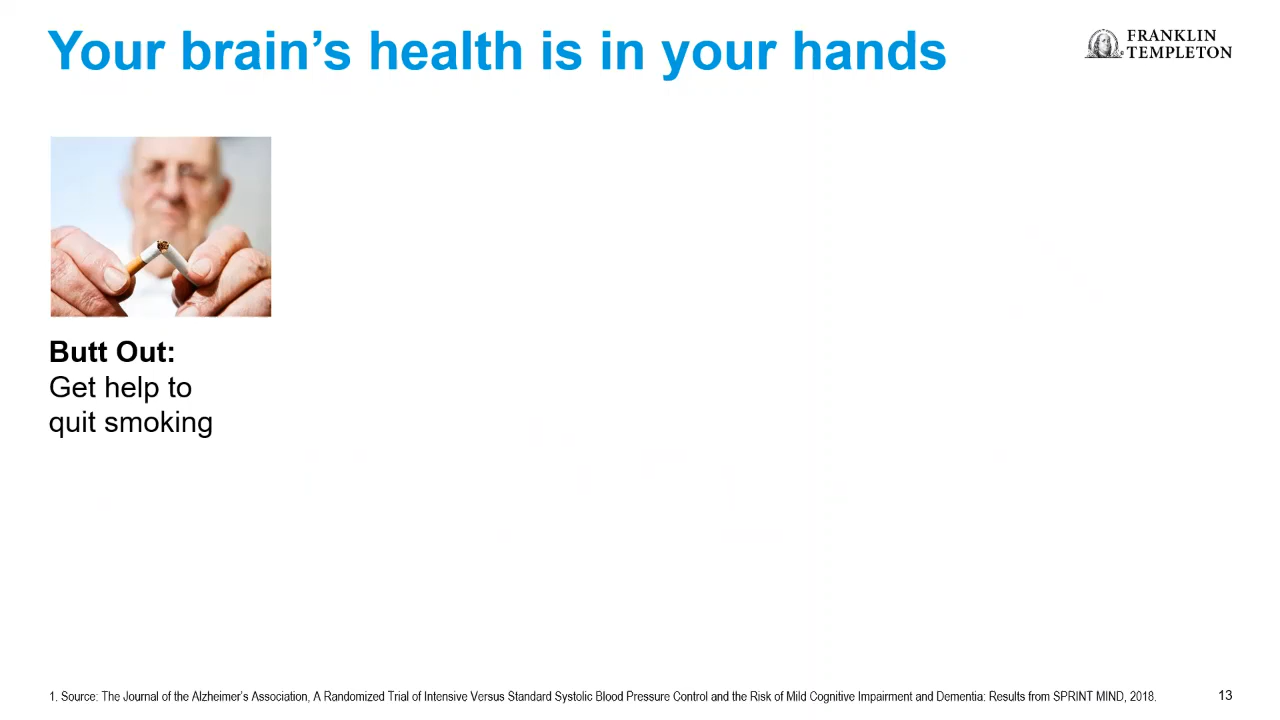 Your brain’s health is in your hands
FRANKLIN
TEMPLETON
Butt Out:
Get help to
quit smoking
1. Source: The Journal of the Alzheimer’s Association, A Randomized Trial of Intensive Versus Standard Systolic Blood Pressure Control and the Risk of Mild Cognitive Impairment and Dementia: Results from SPRINT MIND, 2018.
13